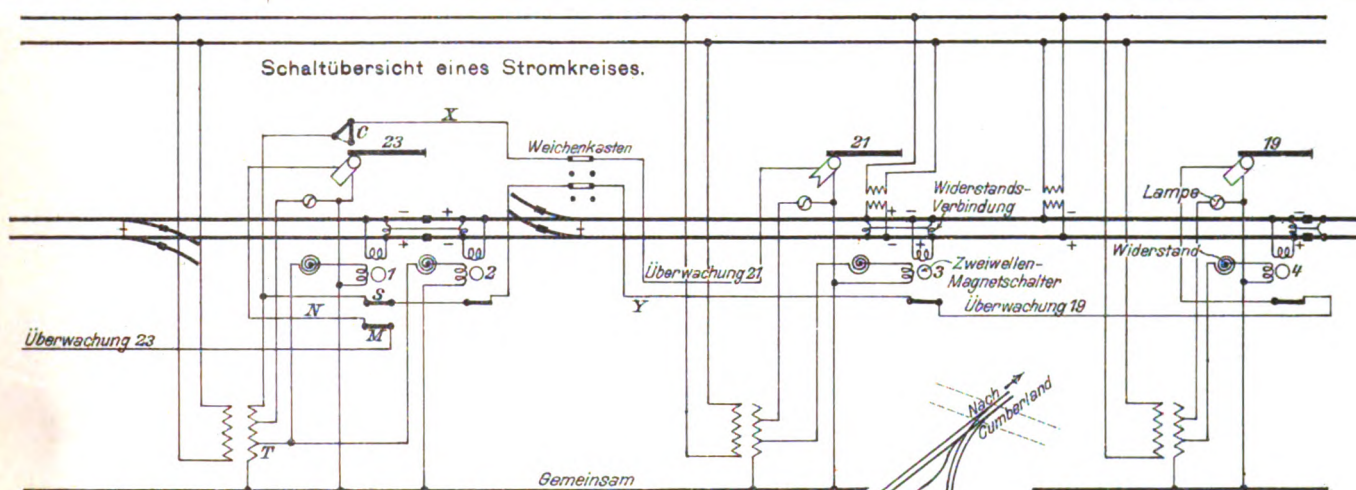 Schaltübersicht eines Stromkreises.
C
X
23
Weichenkasten
21
19
Widerstands-
Verbindung
Lampe
- +
+ -
- +
+ -
+
+
+
-
- +
-
+
-
+
1
2
3
4
Überwachung 21
Zweiwellen-
Magnetschalter
Widerstand
S
N
M
Y
Überwachung 19
Überwachung 23
T
Nach
Cumberland
Gemeinsam